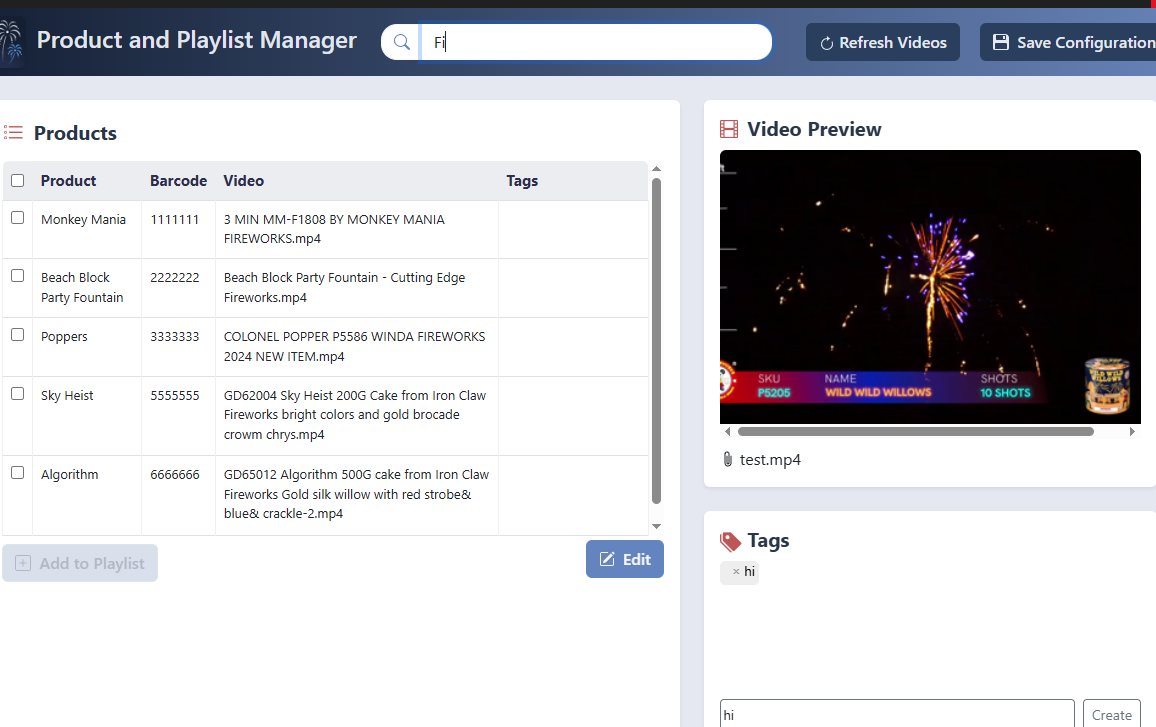 Product and Playlist Manager
Fi
Refresh Videos
Save Configuration
Products
Product Barcode Video Tags
Monkey Mania 1111111 3 MIN MM-F1808 BY MONKEY MANIA
FIREWORKS.mp4
Beach Block 2222222 Beach Block Party Fountain - Cutting Edge
Party Fountain Fireworks.mp4
Poppers 3333333 COLONEL POPPER P5586 WINDA FIREWORKS
2024 NEW ITEM.mp4
Sky Heist 5555555 GD62004 Sky Heist 200G Cake from Iron Claw
Fireworks bright colors and gold brocade
crowm chrys.mp4
Algorithm 6666666 GD65012 Algorithm 500G cake from Iron Claw
Fireworks Gold silk willow with red strobe&
blue& crackle-2.mp4
Add to Playlist
Edit
Video Preview
SKU NAME SHOTS
P5205 WILD WILD WILLOWS 10 SHOTS
WILD WILD
WILLOWS
test.mp4
Tags
× hi
hi
Create